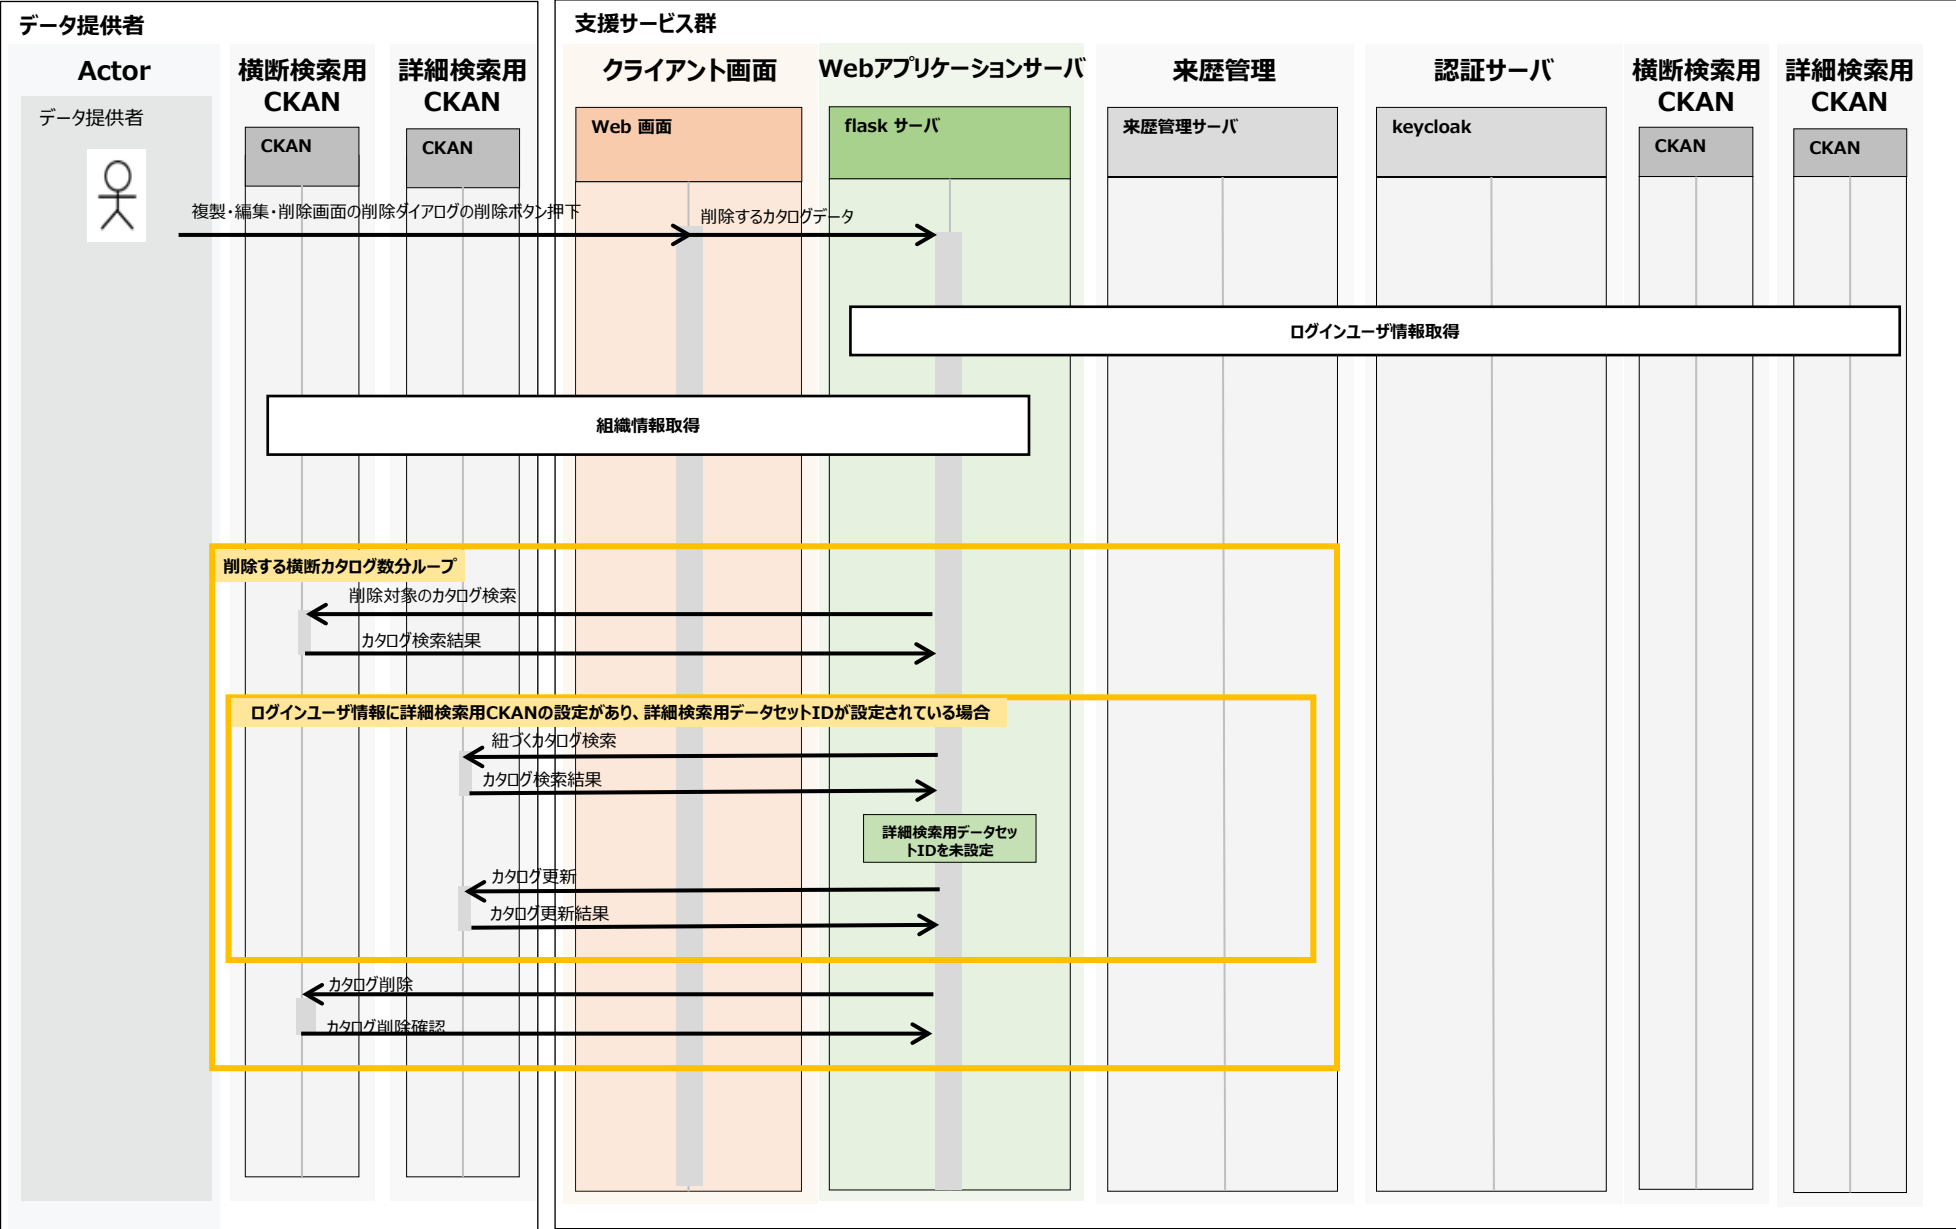 データ提供者
支援サービス群
Actor
横断検索用
CKAN
詳細検索用
CKAN
クライアント画面
Webアプリケーションサーバ
来歴管理
認証サーバ
横断検索用
CKAN
詳細検索用
CKAN
データ提供者
CKAN
CKAN
Web 画面
flask サーバ
来歴管理サーバ
keycloak
CKAN
CKAN
複製・編集・削除画面の削除ダイアログの削除ボタン押下
削除するカタログデータ
ログインユーザ情報取得
組織情報取得
削除する横断カタログ数分ループ
削除対象のカタログ検索
カタログ検索結果
ログインユーザ情報に詳細検索用CKANの設定があり、詳細検索用データセットIDが設定されている場合
紐づくカタログ検索
カタログ検索結果
詳細検索用データセッ
トIDを未設定
カタログ更新
カタログ更新結果
カタログ削除
カタログ削除確認